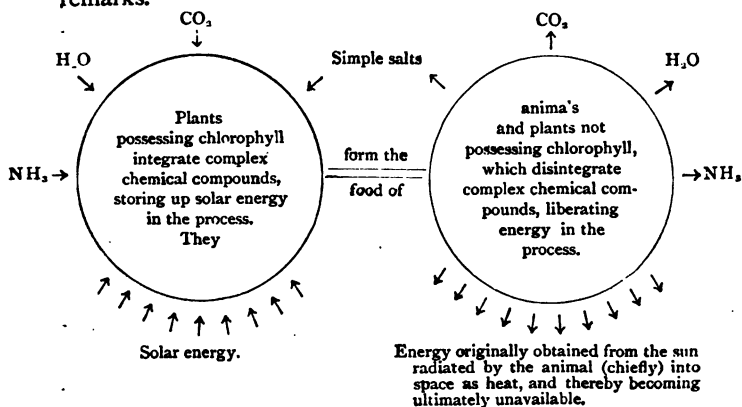 remarks.
CO₂
CO₂
H_O
Simple salts
H₂O
Plants
possessing chlorophyll
integrate complex
chemical compounds,
storing up solar energy
in the process.
They
anima's
and plants not
possessing chlorophyll,
which disintegrate
complex chemical com-
pounds, liberating
energy in the
process.
form the
food of
NH₃
NH₃
Solar energy.
Energy originally obtained from the sun
radiated by the animal (chiefly) into
space as heat, and thereby becoming
ultimately unavailable.